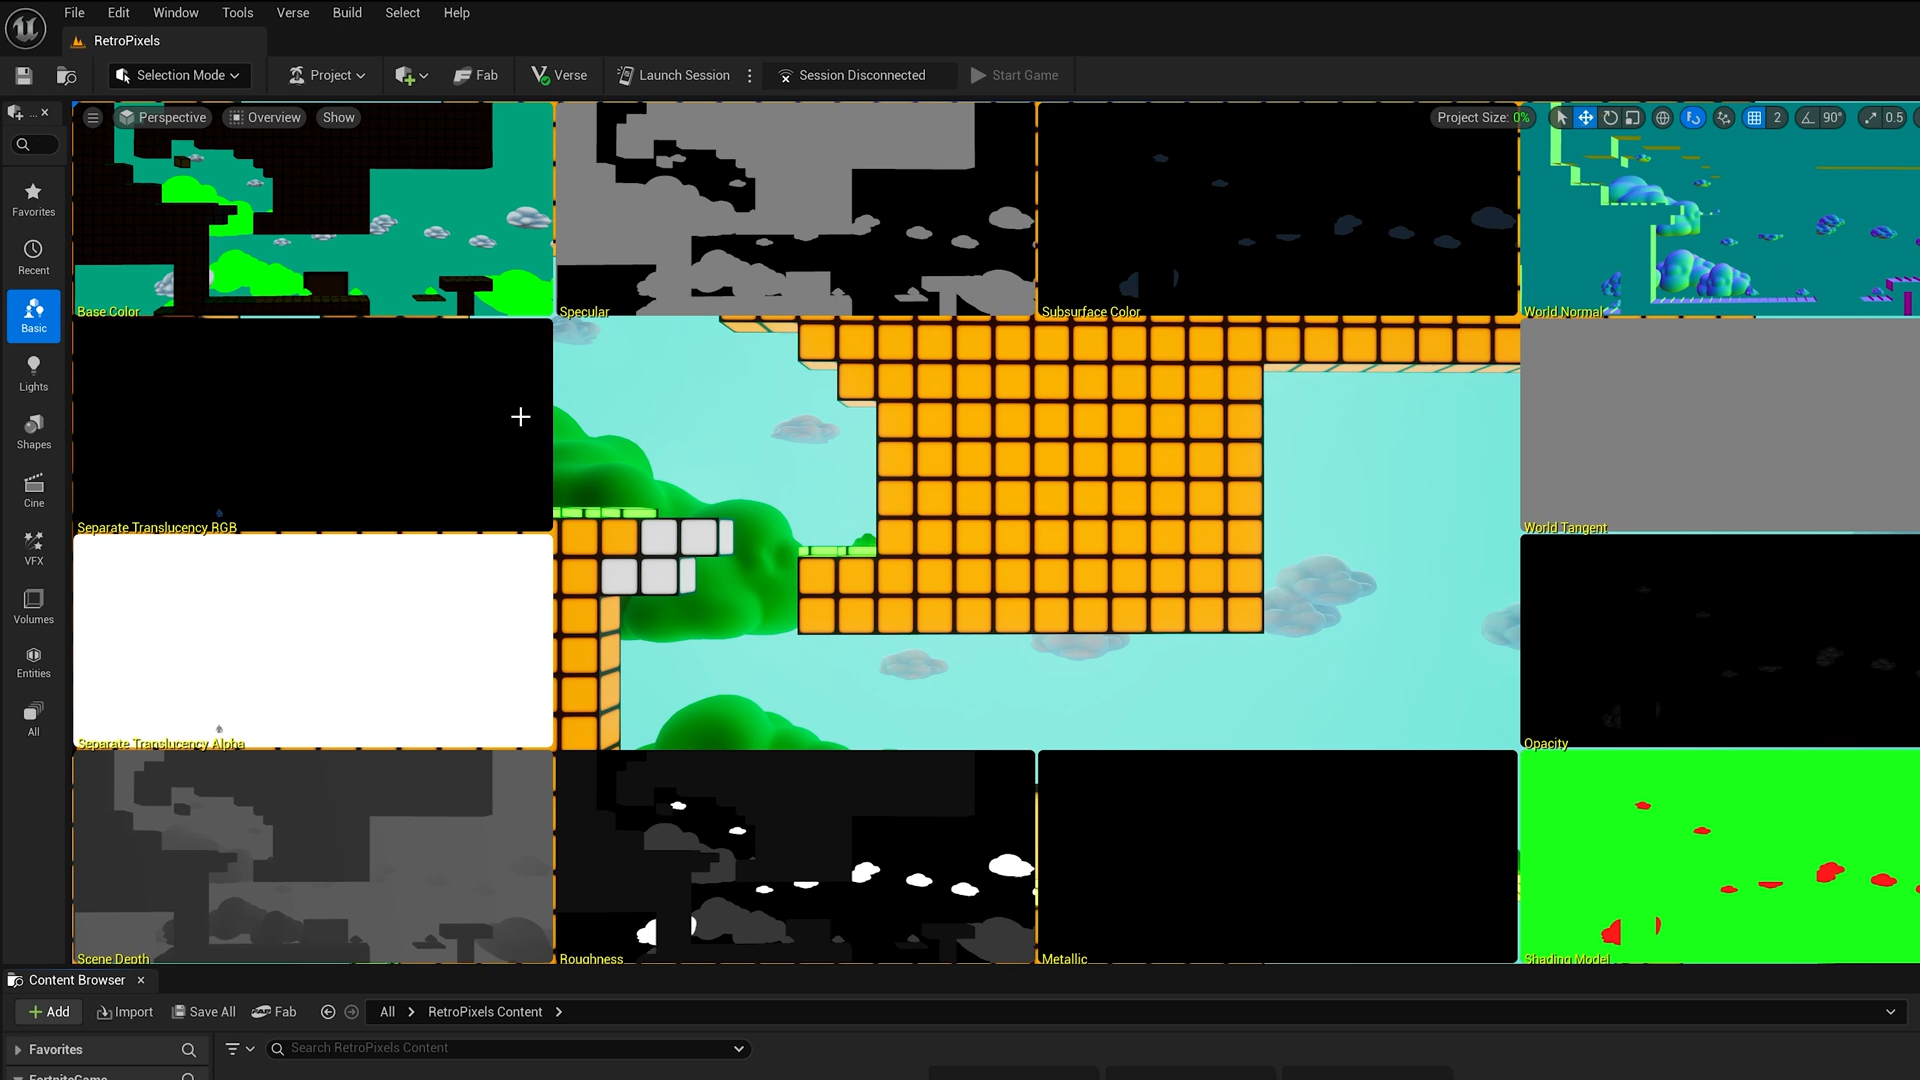 File Edit Window Tools Verse Build Select Help
RetroPixels
Selection Mode Project Fab Verse Launch Session Session Disconnected Start Game
...
Perspective Overview Show Project Size: 0% 2 90° 0.5
Favorites
Recent
Basic
Lights
Shapes
Cine
VFX
Volumes
Entities
All
Base Color Specular Subsurface Color World Normal
Separate Translucency RGB World Tangent
Separate Translucency Alpha Opacity
Scene Depth Roughness Metallic Shading Model
Content Browser
Add Import Save All Fab All RetroPixels Content
Favorites Search RetroPixels Content
FortniteGame